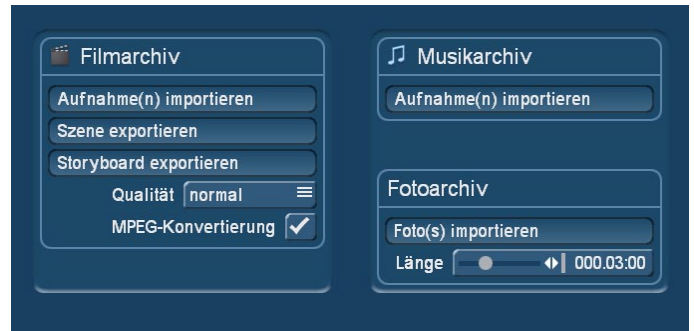 Filmarchiv
Aufnahme(n) importieren
Szene exportieren
Storyboard exportieren
Qualität normal
MPEG-Konvertierung
Musikarchiv
Aufnahme(n) importieren
Fotoarchiv
Foto(s) importieren
Länge 000.03:00